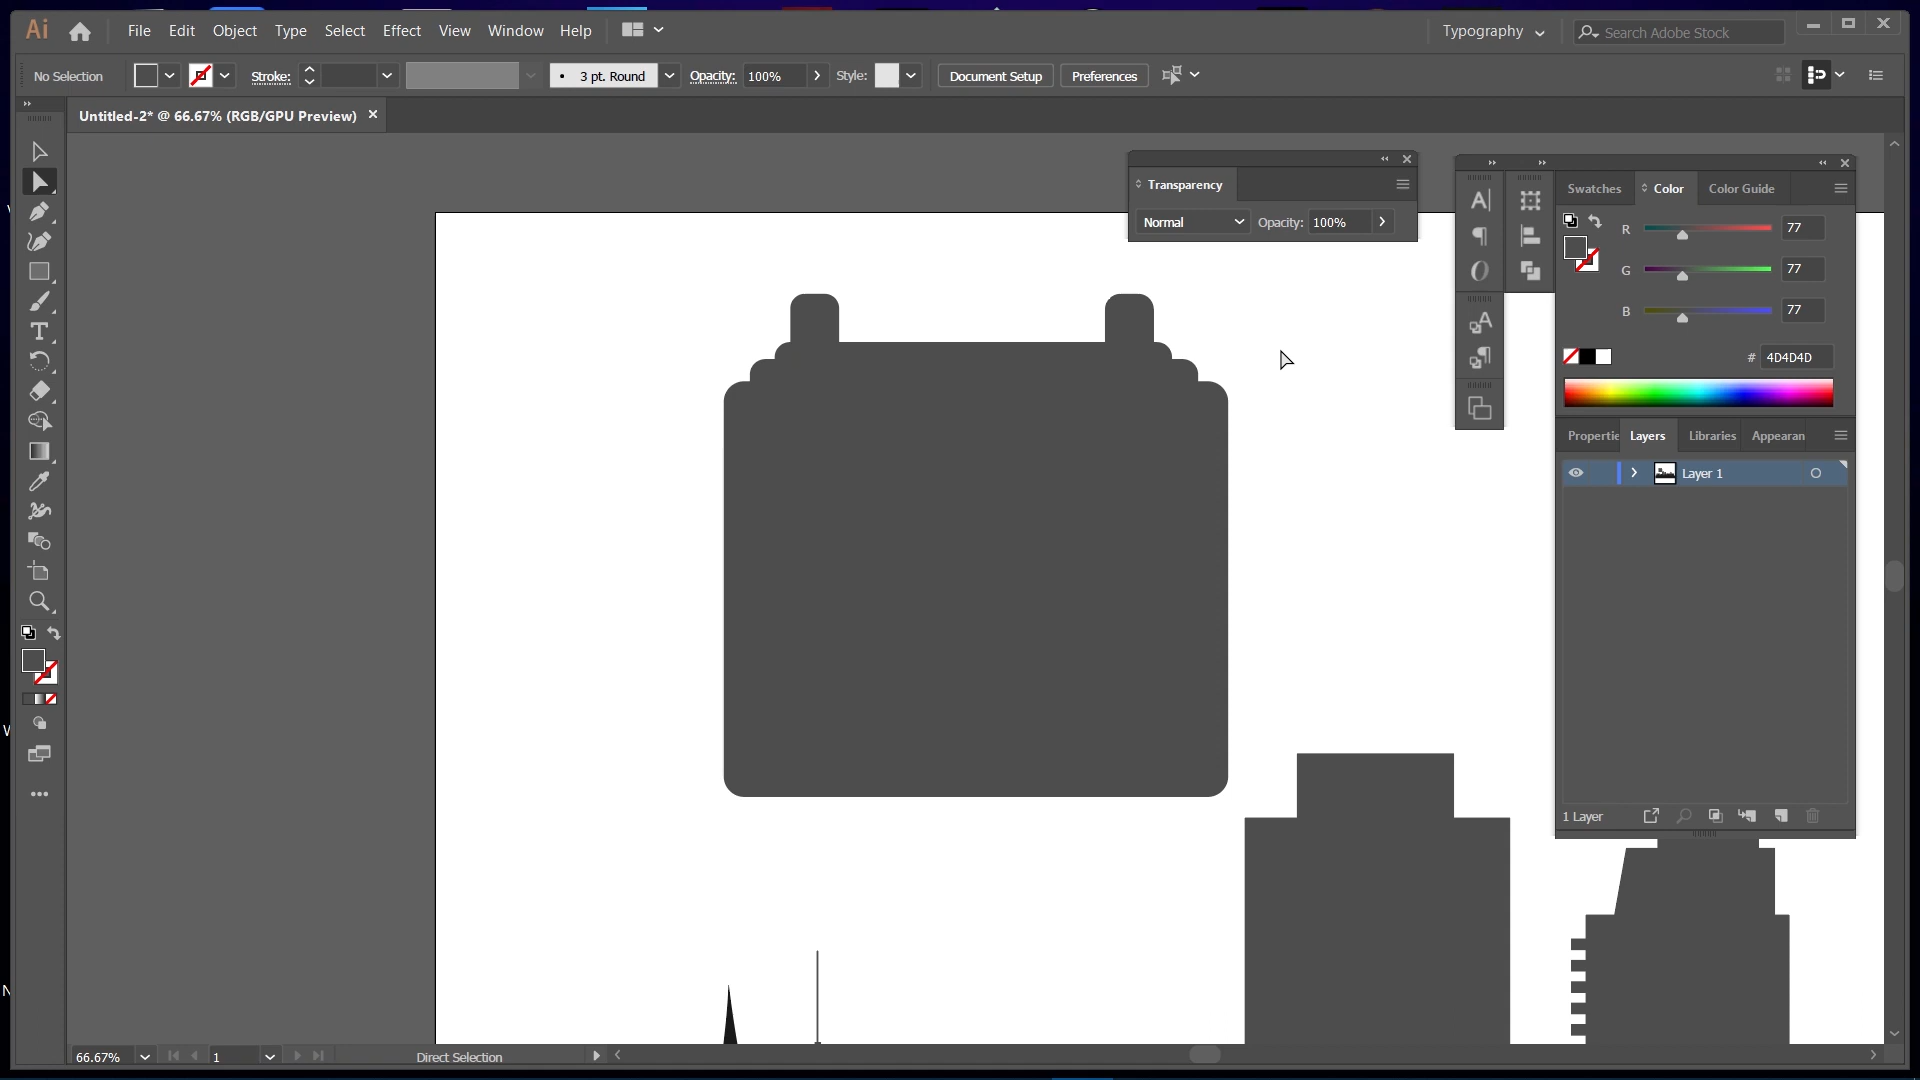 Ai File Edit Object Type Select Effect View Window Help Typography Search Adobe Stock
No Selection Stroke: 3 pt. Round Opacity: 100% Style: Document Setup Preferences
Untitled-2* @ 66.67% (RGB/GPU Preview)
Transparency
Normal Opacity: 100%
Swatches Color Color Guide
R 77
G 77
B 77
# 4D4D4D
Properti Layers Libraries Appearan
Layer 1
1 Layer
66.67% 1 Direct Selection